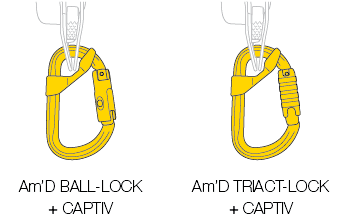 Am'D BALL-LOCK
+ CAPTIV
Am'D TRIACT-LOCK
+ CAPTIV